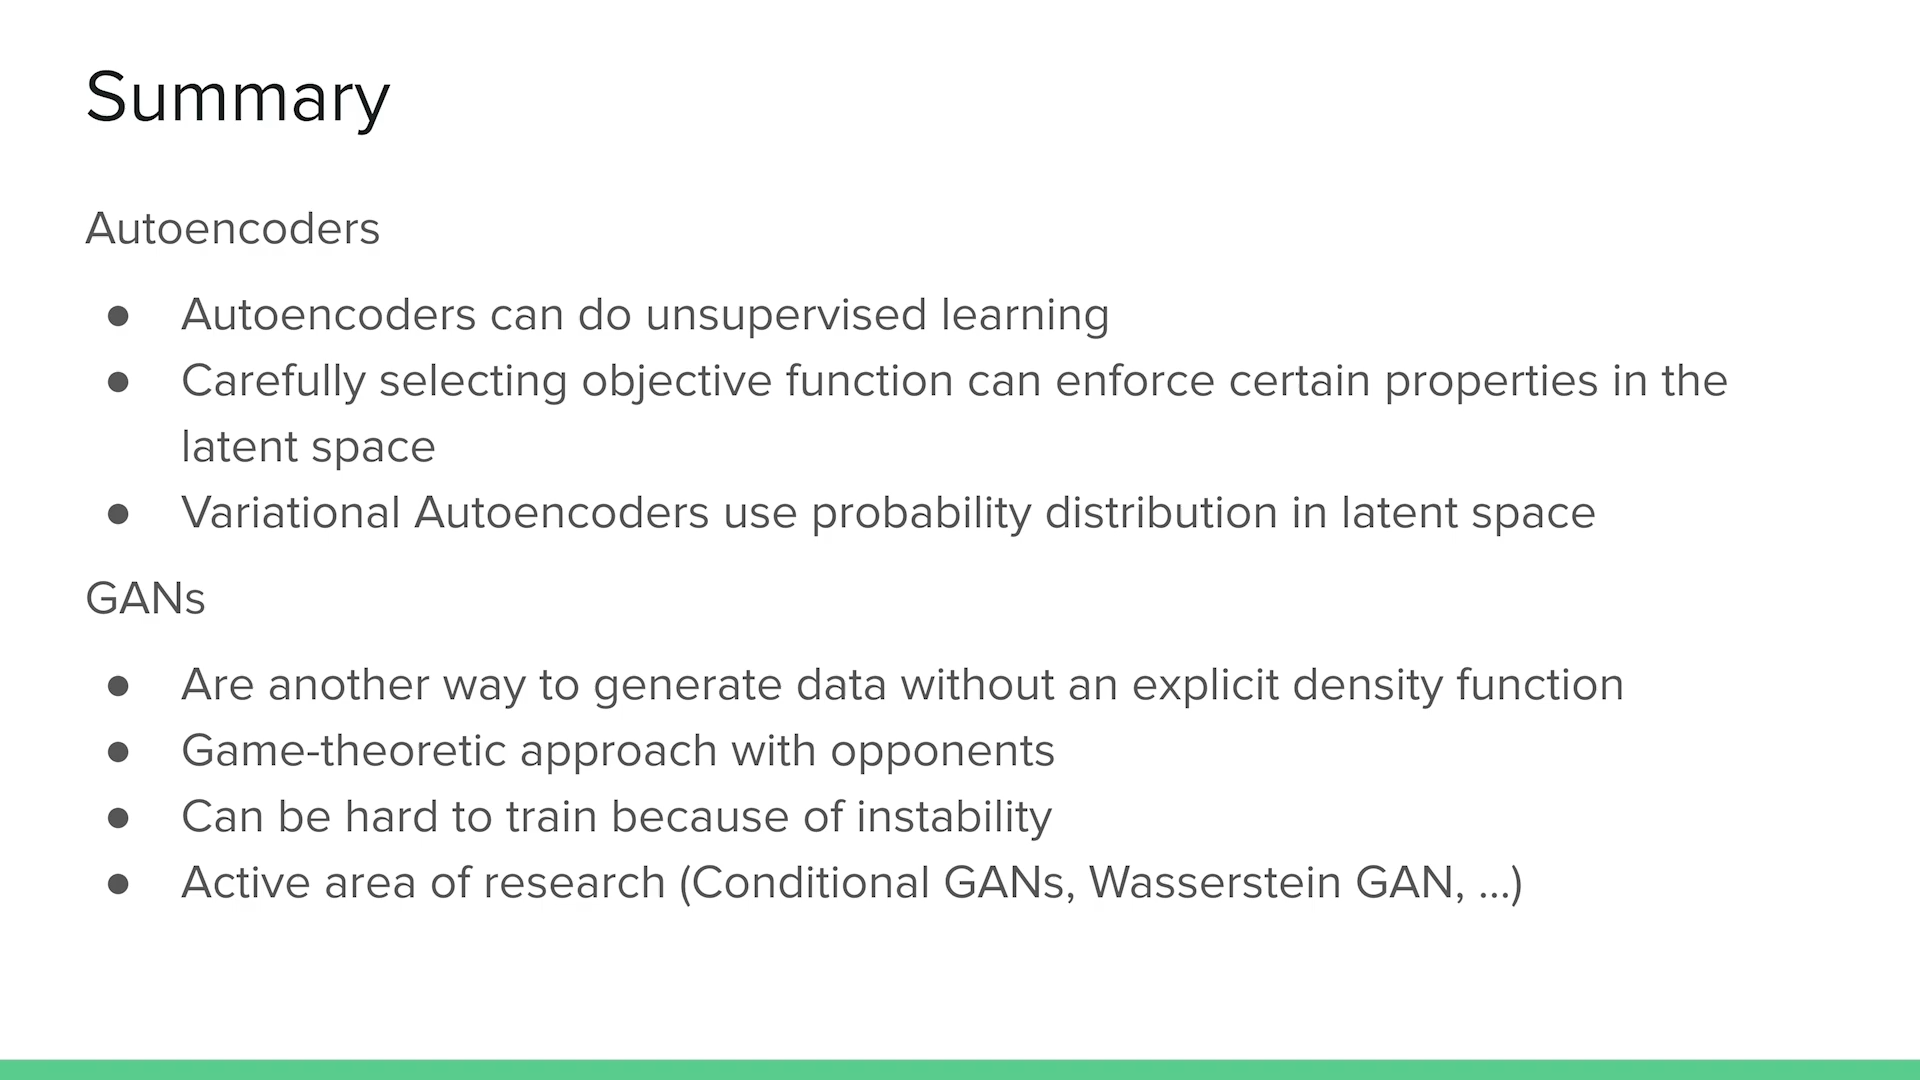 Summary
Autoencoders
● Autoencoders can do unsupervised learning
● Carefully selecting objective function can enforce certain properties in the
latent space
● Variational Autoencoders use probability distribution in latent space
GANs
● Are another way to generate data without an explicit density function
● Game-theoretic approach with opponents
● Can be hard to train because of instability
● Active area of research (Conditional GANs, Wasserstein GAN, ...)